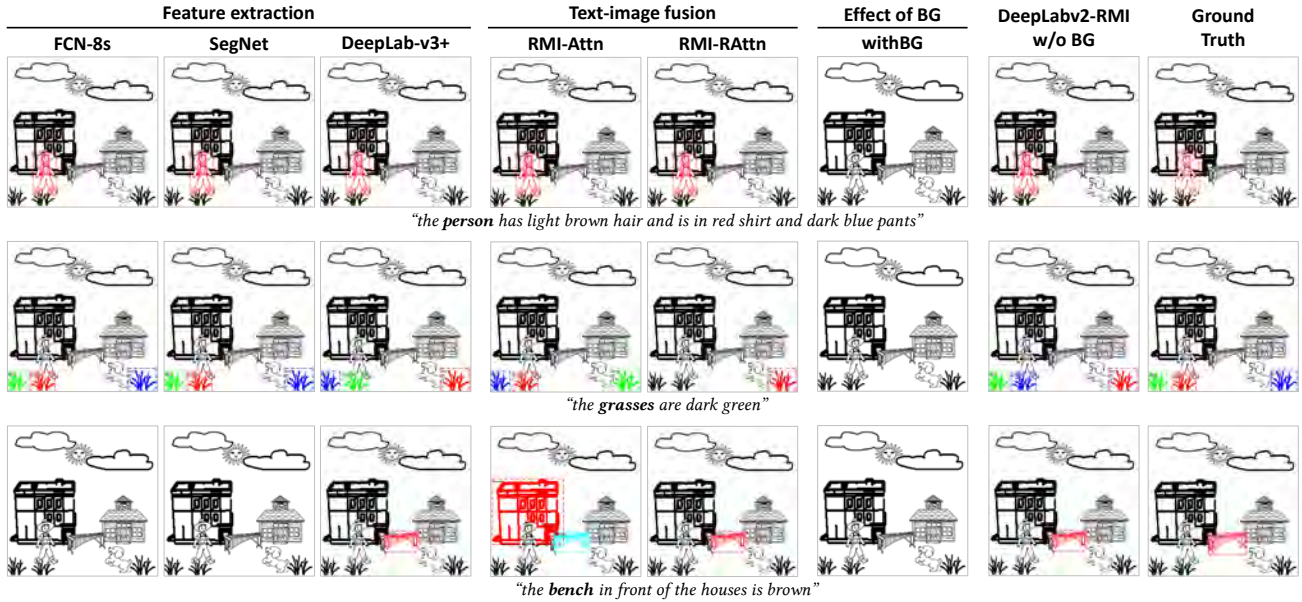 Feature extraction Text-image fusion Effect of BG DeepLabv2-RMI Ground
FCN-8s SegNet DeepLab-v3+ RMI-Attn RMI-RAttn withBG w/o BG Truth
“the person has light brown hair and is in red shirt and dark blue pants”
“the grasses are dark green”
“the bench in front of the houses is brown”